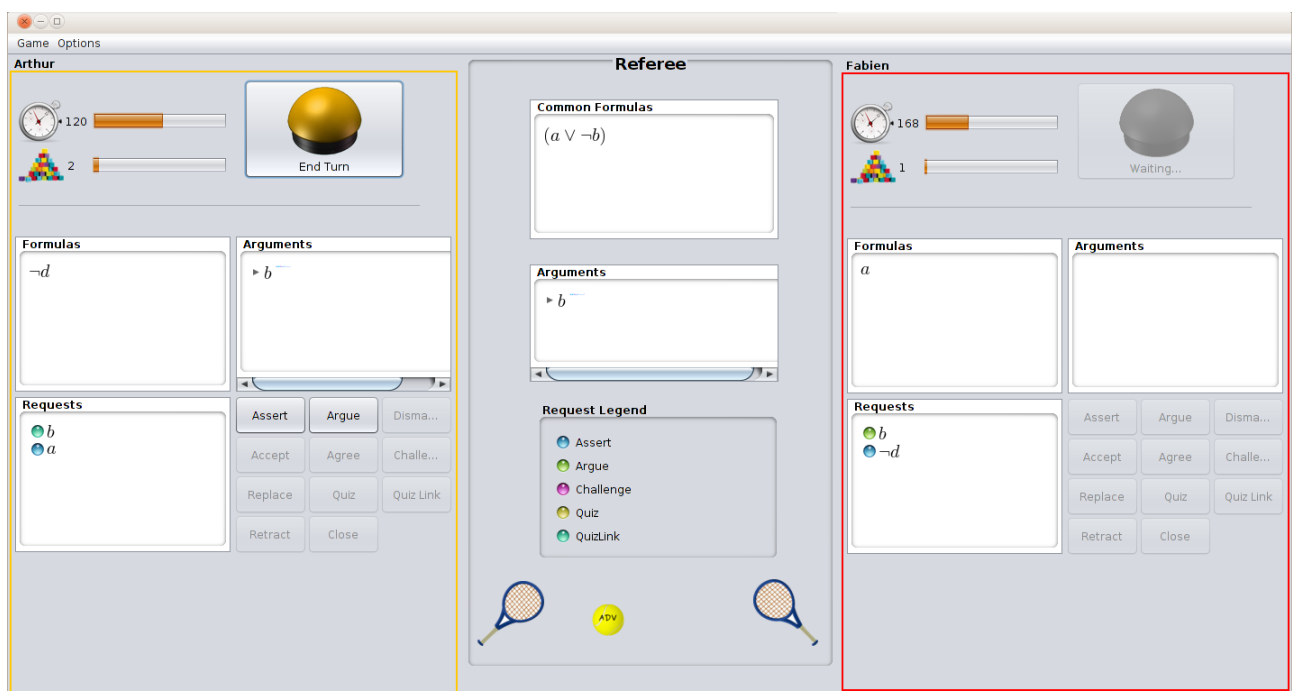 Game Options
Arthur
120
End Turn
2
Formulas
¬d
Arguments
b
Requests
b
a
Assert Argue Disma...
Accept Agree Challe...
Replace Quiz Quiz Link
Retract Close
Referee
Common Formulas
(a ∨ ¬b)
Arguments
b
Request Legend
Assert
Argue
Challenge
Quiz
QuizLink
ADV
Fabien
168
Waiting...
1
Formulas
a
Arguments
Requests
b
¬d
Assert Argue Disma...
Accept Agree Challe...
Replace Quiz Quiz Link
Retract Close